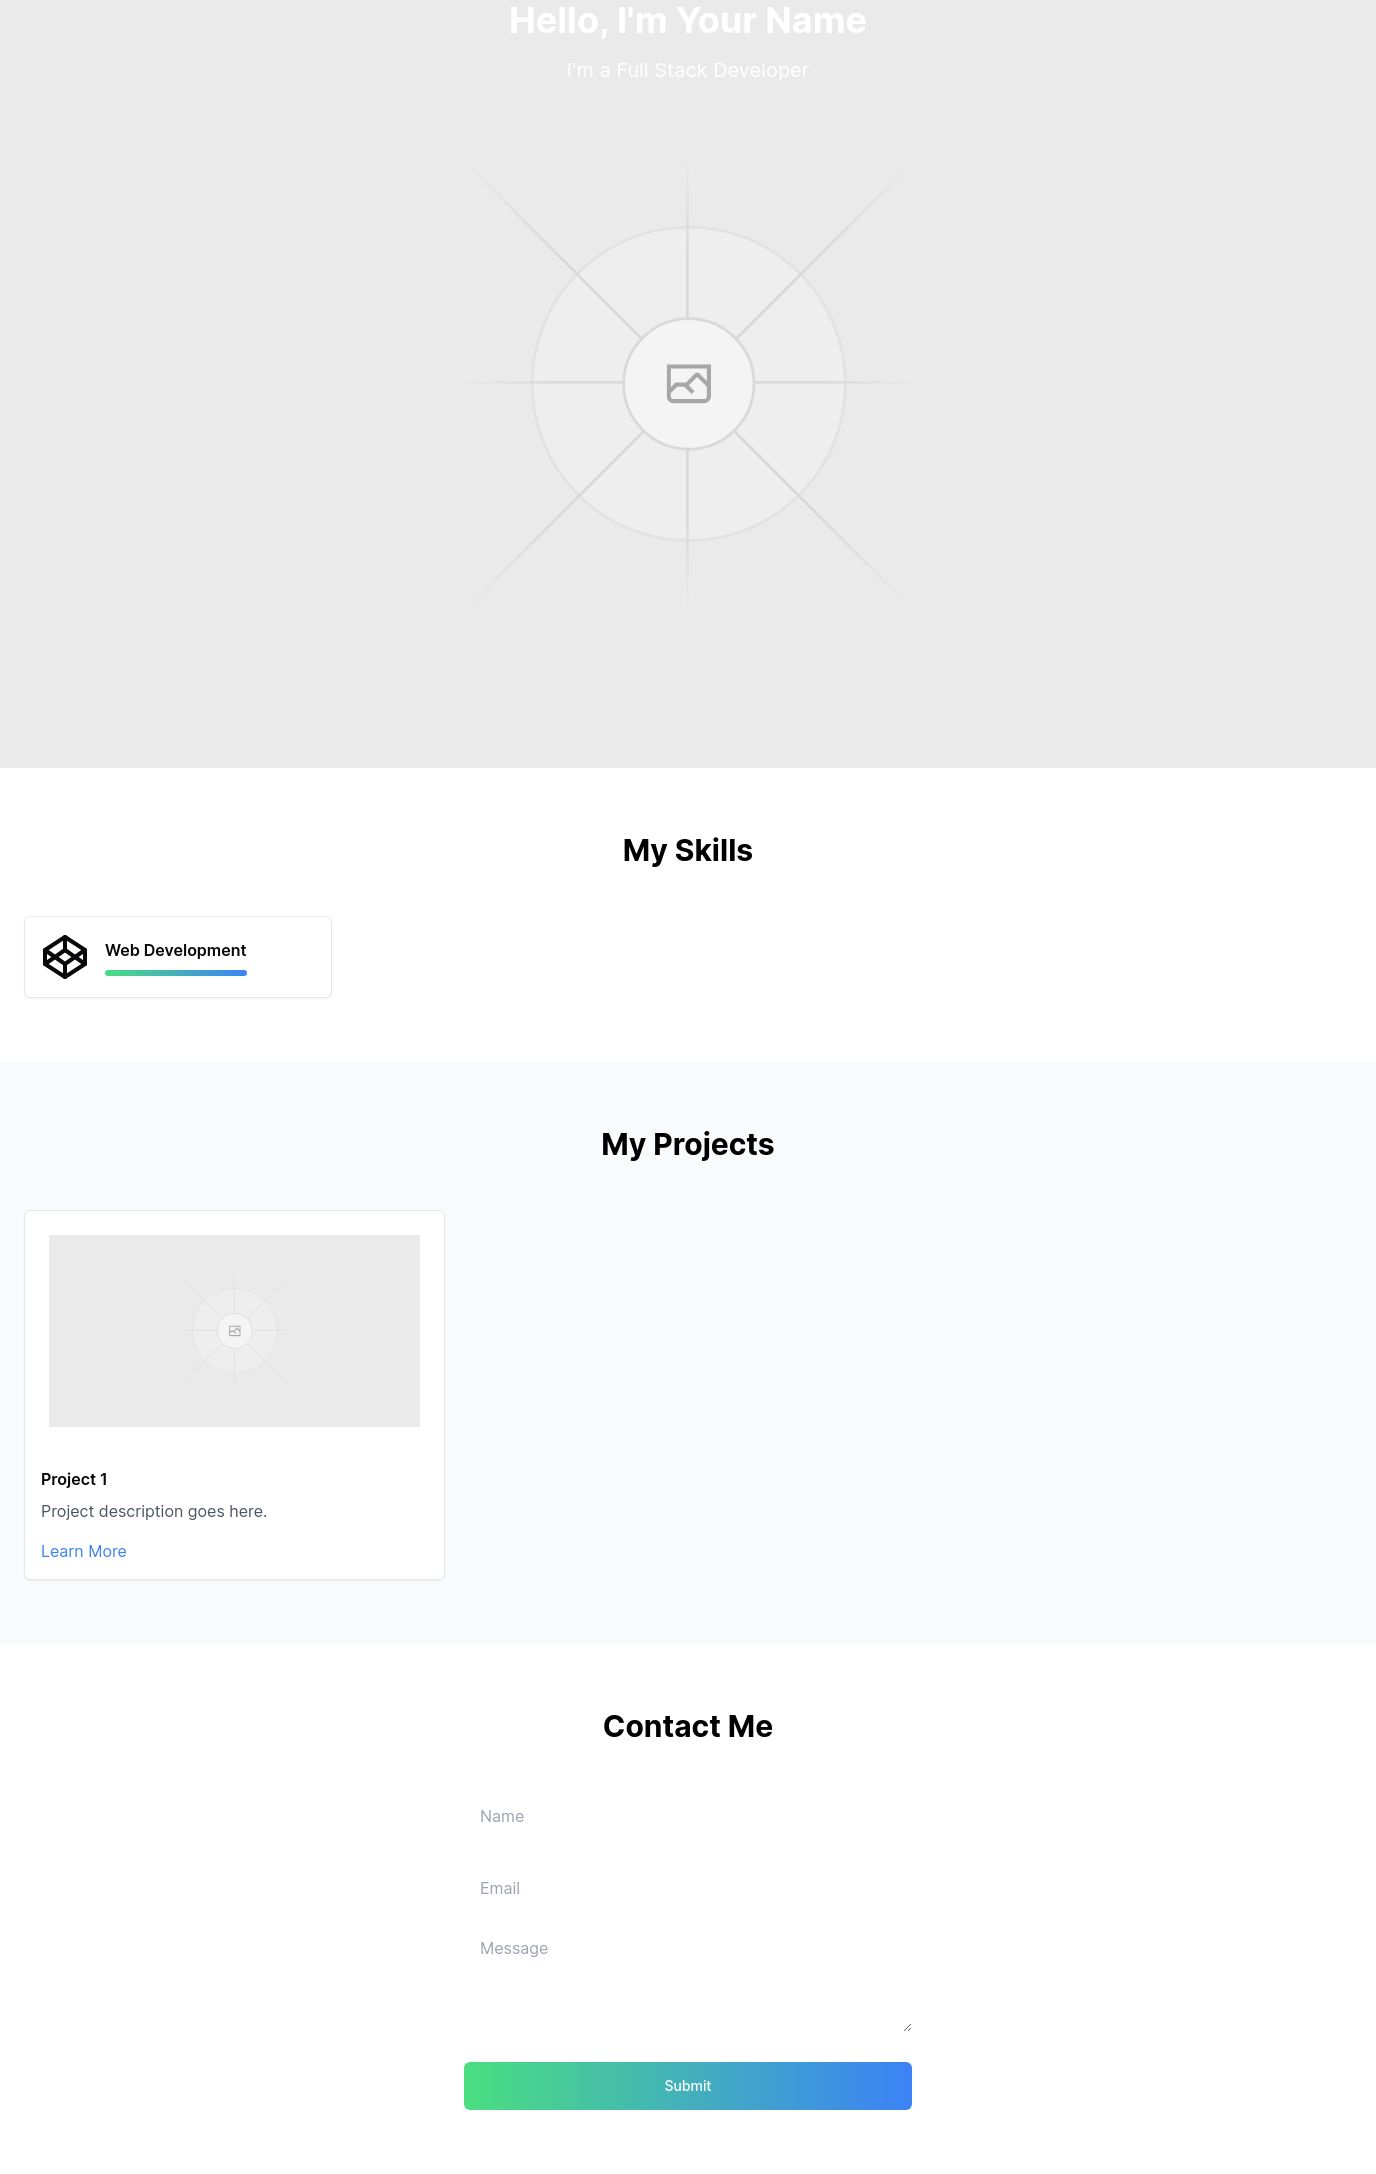 Hello, I'm Your Name
I'm a Full Stack Developer
My Skills
Web Development
My Projects
Project 1
Project description goes here.
Learn More
Contact Me
Name
Email
Message
Submit